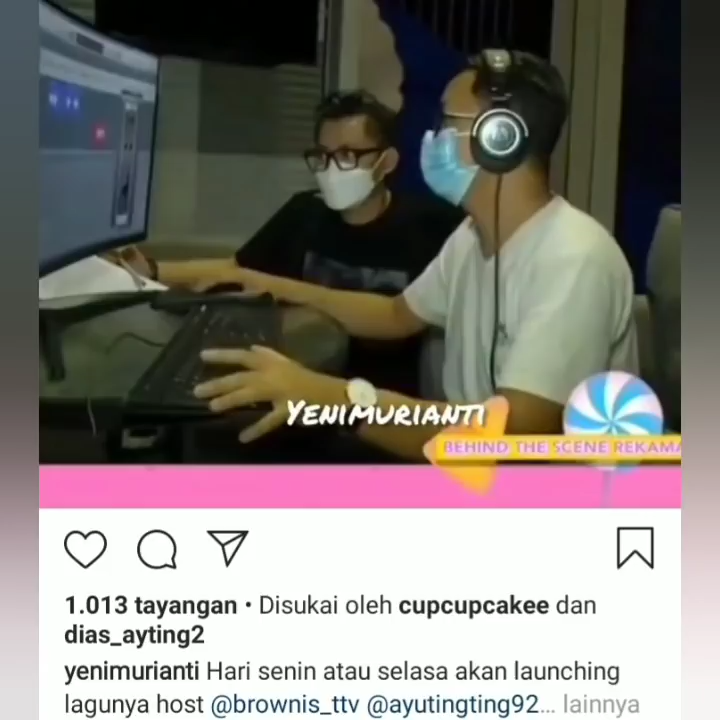 YENIMURIANTI
BEHIND THE SCENE REKAMA
1.013 tayangan • Disukai oleh cupcupcakee dan
dias_ayting2
yenimurianti Hari senin atau selasa akan launching
lagunya host @brownis_ttv @ayutingting92... lainnya